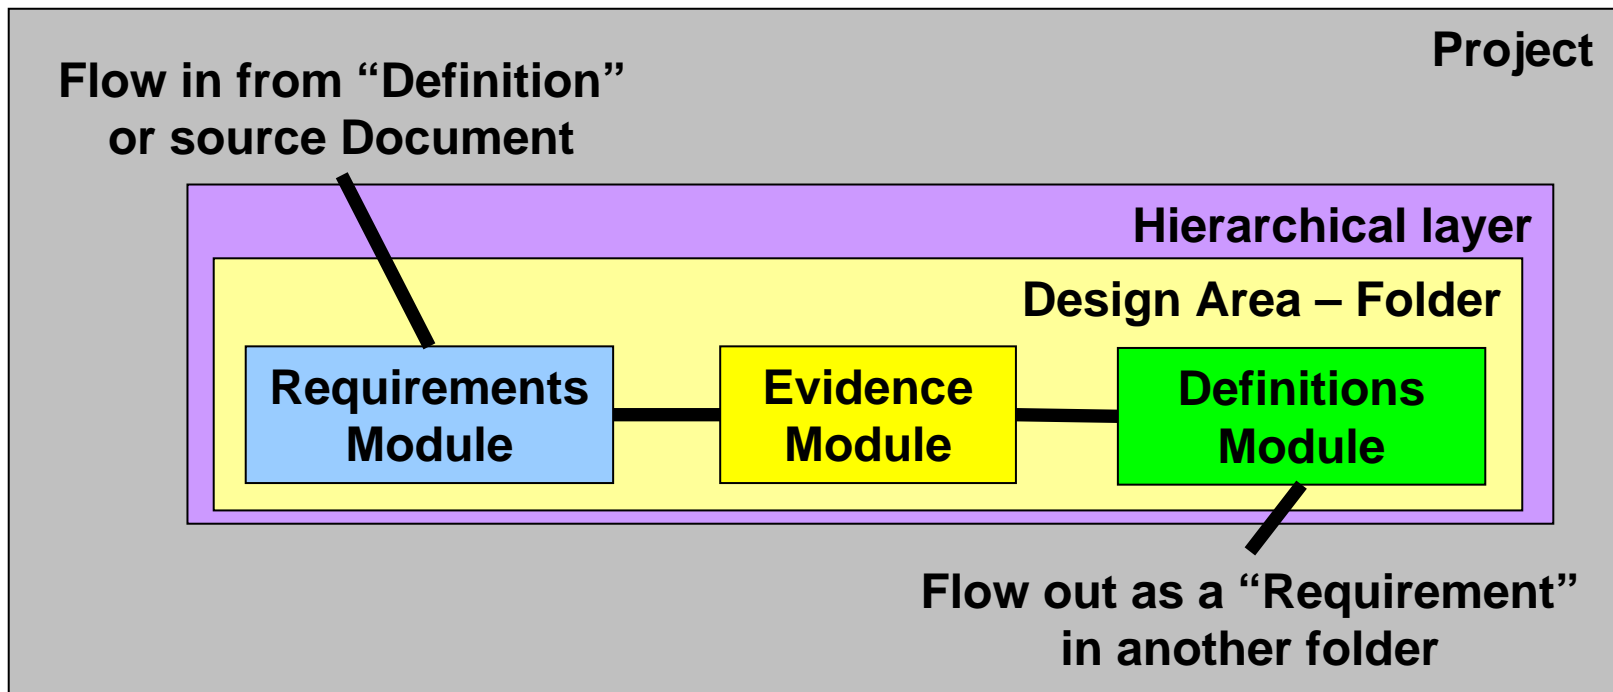 Project
Flow in from “Definition”
or source Document
Hierarchical layer
Design Area – Folder
Requirements
Module
Evidence
Module
Definitions
Module
Flow out as a “Requirement”
in another folder